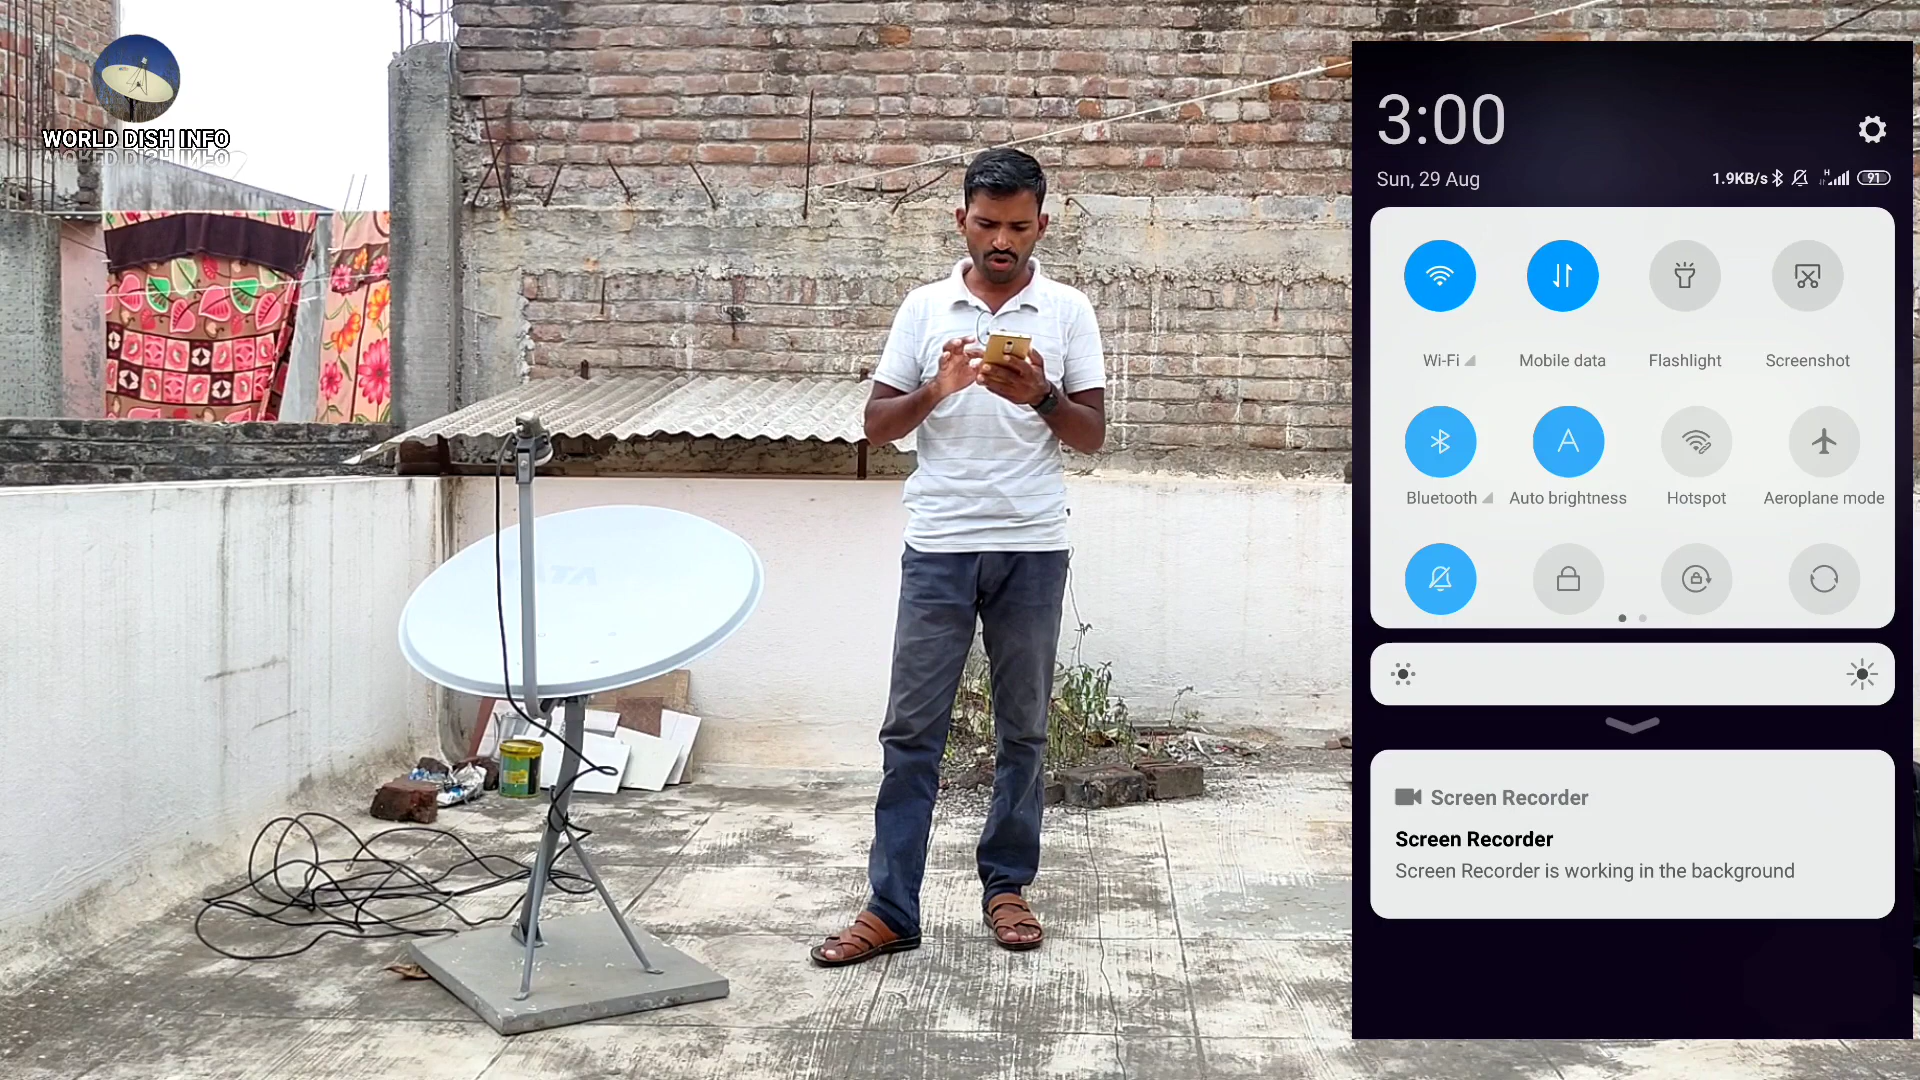 WORLD DISH INFO
3:00
Sun, 29 Aug
1.9KB/s
H
91
Wi-Fi
Mobile data
Flashlight
Screenshot
A
Bluetooth
Auto brightness
Hotspot
Aeroplane mode
Screen Recorder
Screen Recorder
Screen Recorder is working in the background